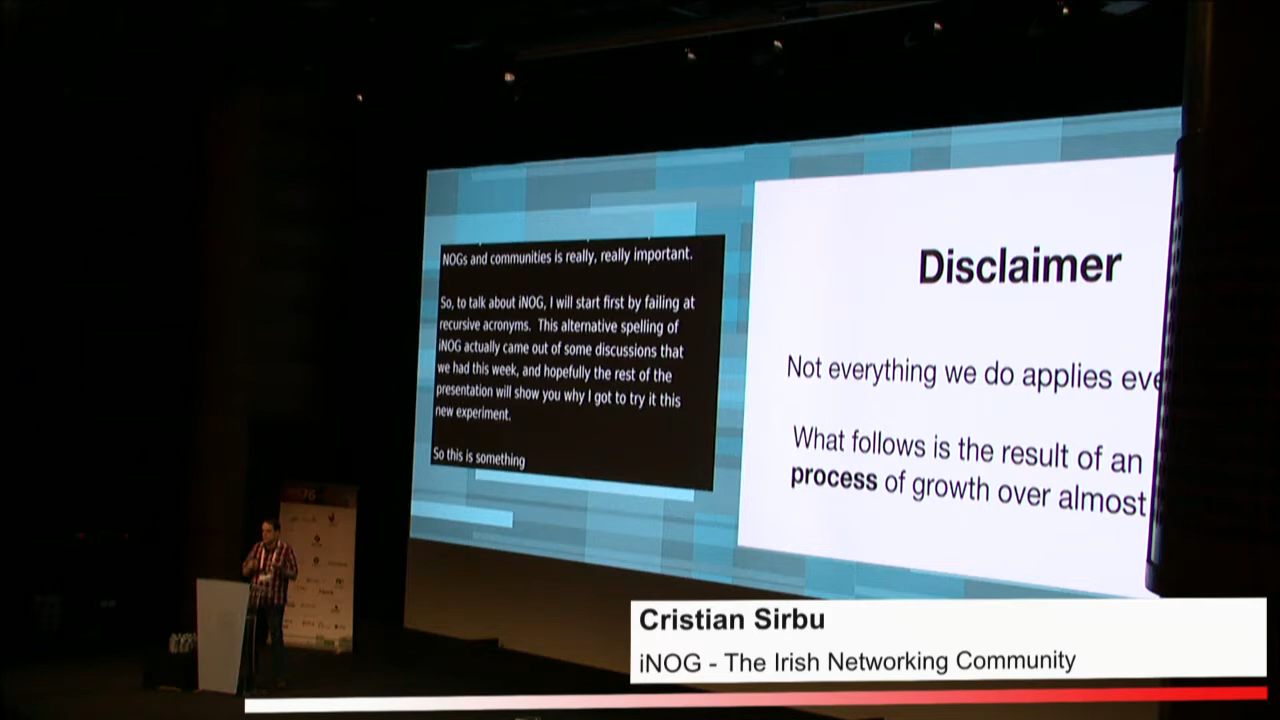 NOGs and communities is really, really important.
So, to talk about iNOG, I will start first by failing at
recursive acronyms. This alternative spelling of
iNOG actually came out of some discussions that
we had this week, and hopefully the rest of the
presentation will show you why I got to try it this
new experiment.
So this is something
Disclaimer
Not everything we do applies eve
What follows is the result of an
process of growth over almost
76
Cristian Sirbu
iNOG - The Irish Networking Community